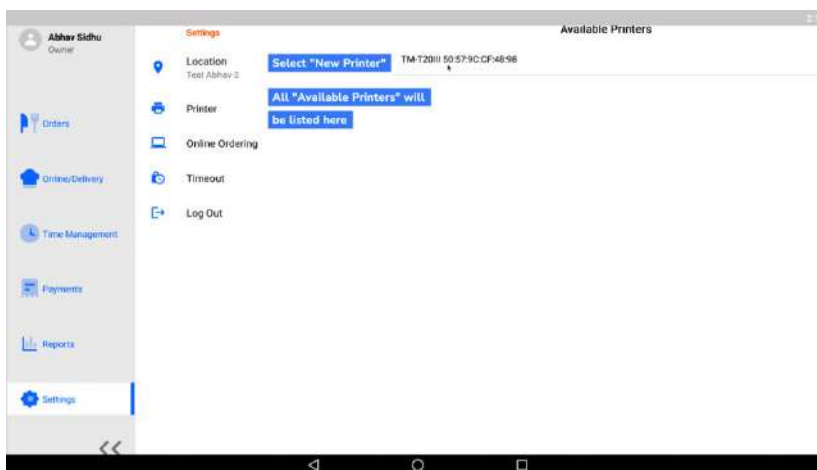 Abhav Sidhu
Owner
Orders
Online/Delivery
Time Management
Payments
Reports
Settings
Settings
Location
Test Abhav-2
Printer
Online Ordering
Timeout
Log Out
Select "New Printer"
All "Available Printers" will
be listed here
Available Printers
TM-T20III 50:57:9C:CF:48:98